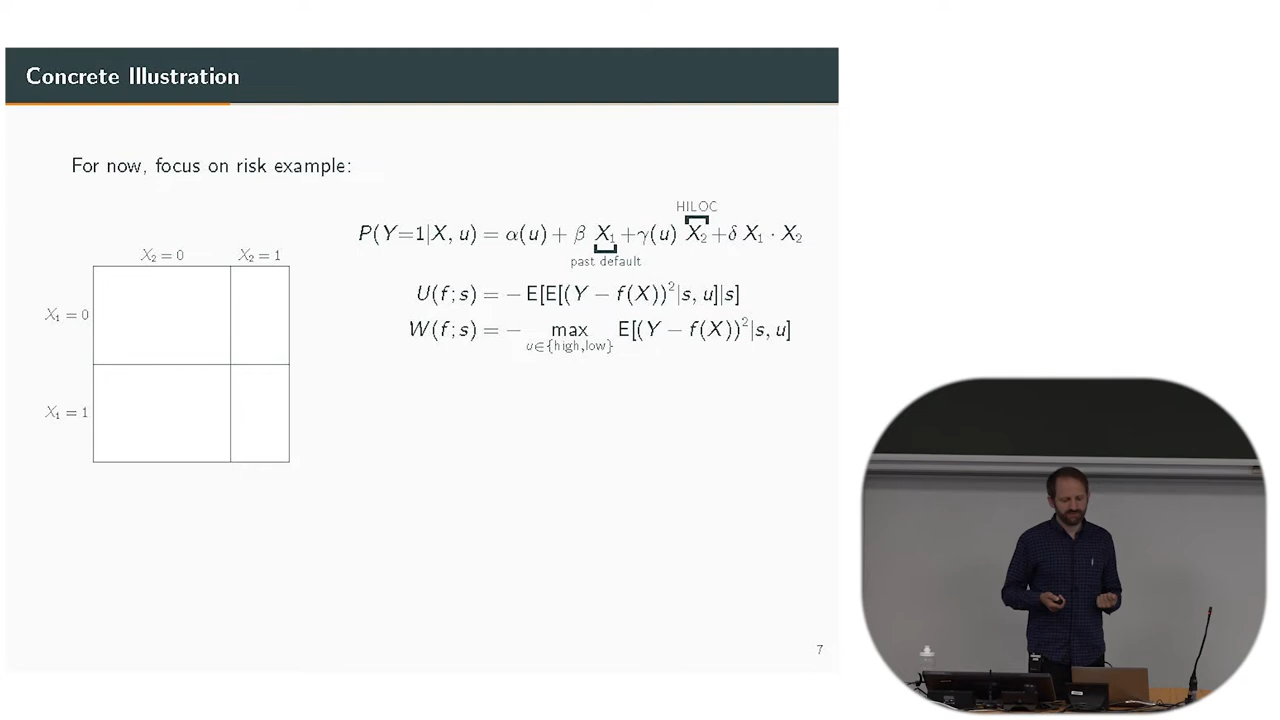 Concrete Illustration
For now, focus on risk example:
HILOC
P(Y=1|X, u) = α(u) + β X₁ +γ(u) X₂ +δ X₁ · X₂
past default
U(f; s) = − E[E[(Y − f(X))²|s, u]|s]
W(f; s) = − max E[(Y − f(X))²|s, u]
u∈{high,low}
X₂ = 0 X₂ = 1
X₁ = 0
X₁ = 1
7